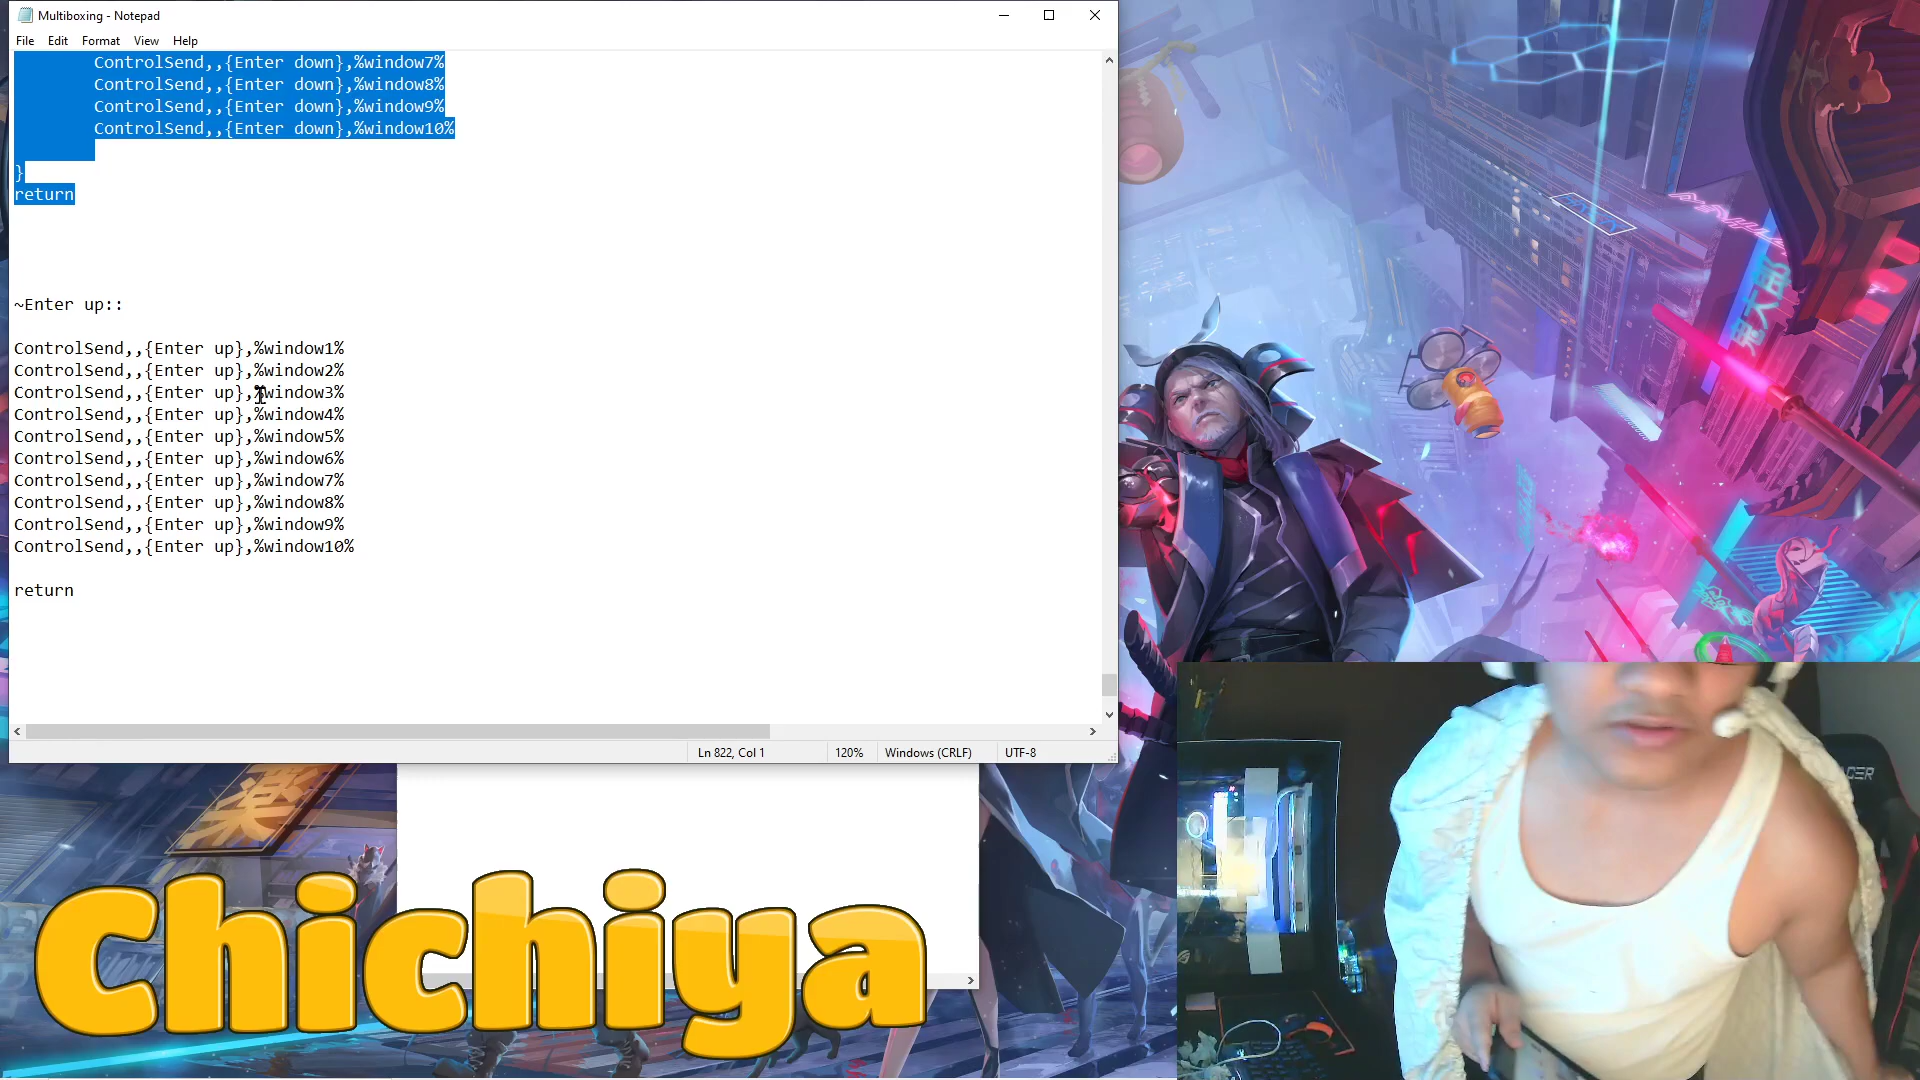 Multiboxing - Notepad
File Edit Format View Help
ControlSend,,{Enter down},%window7%
ControlSend,,{Enter down},%window8%
ControlSend,,{Enter down},%window9%
ControlSend,,{Enter down},%window10%
}
return
~Enter up::
ControlSend,,{Enter up},%window1%
ControlSend,,{Enter up},%window2%
ControlSend,,{Enter up},%window3%
ControlSend,,{Enter up},%window4%
ControlSend,,{Enter up},%window5%
ControlSend,,{Enter up},%window6%
ControlSend,,{Enter up},%window7%
ControlSend,,{Enter up},%window8%
ControlSend,,{Enter up},%window9%
ControlSend,,{Enter up},%window10%
return
Ln 822, Col 1 120% Windows (CRLF) UTF-8
Chichiya